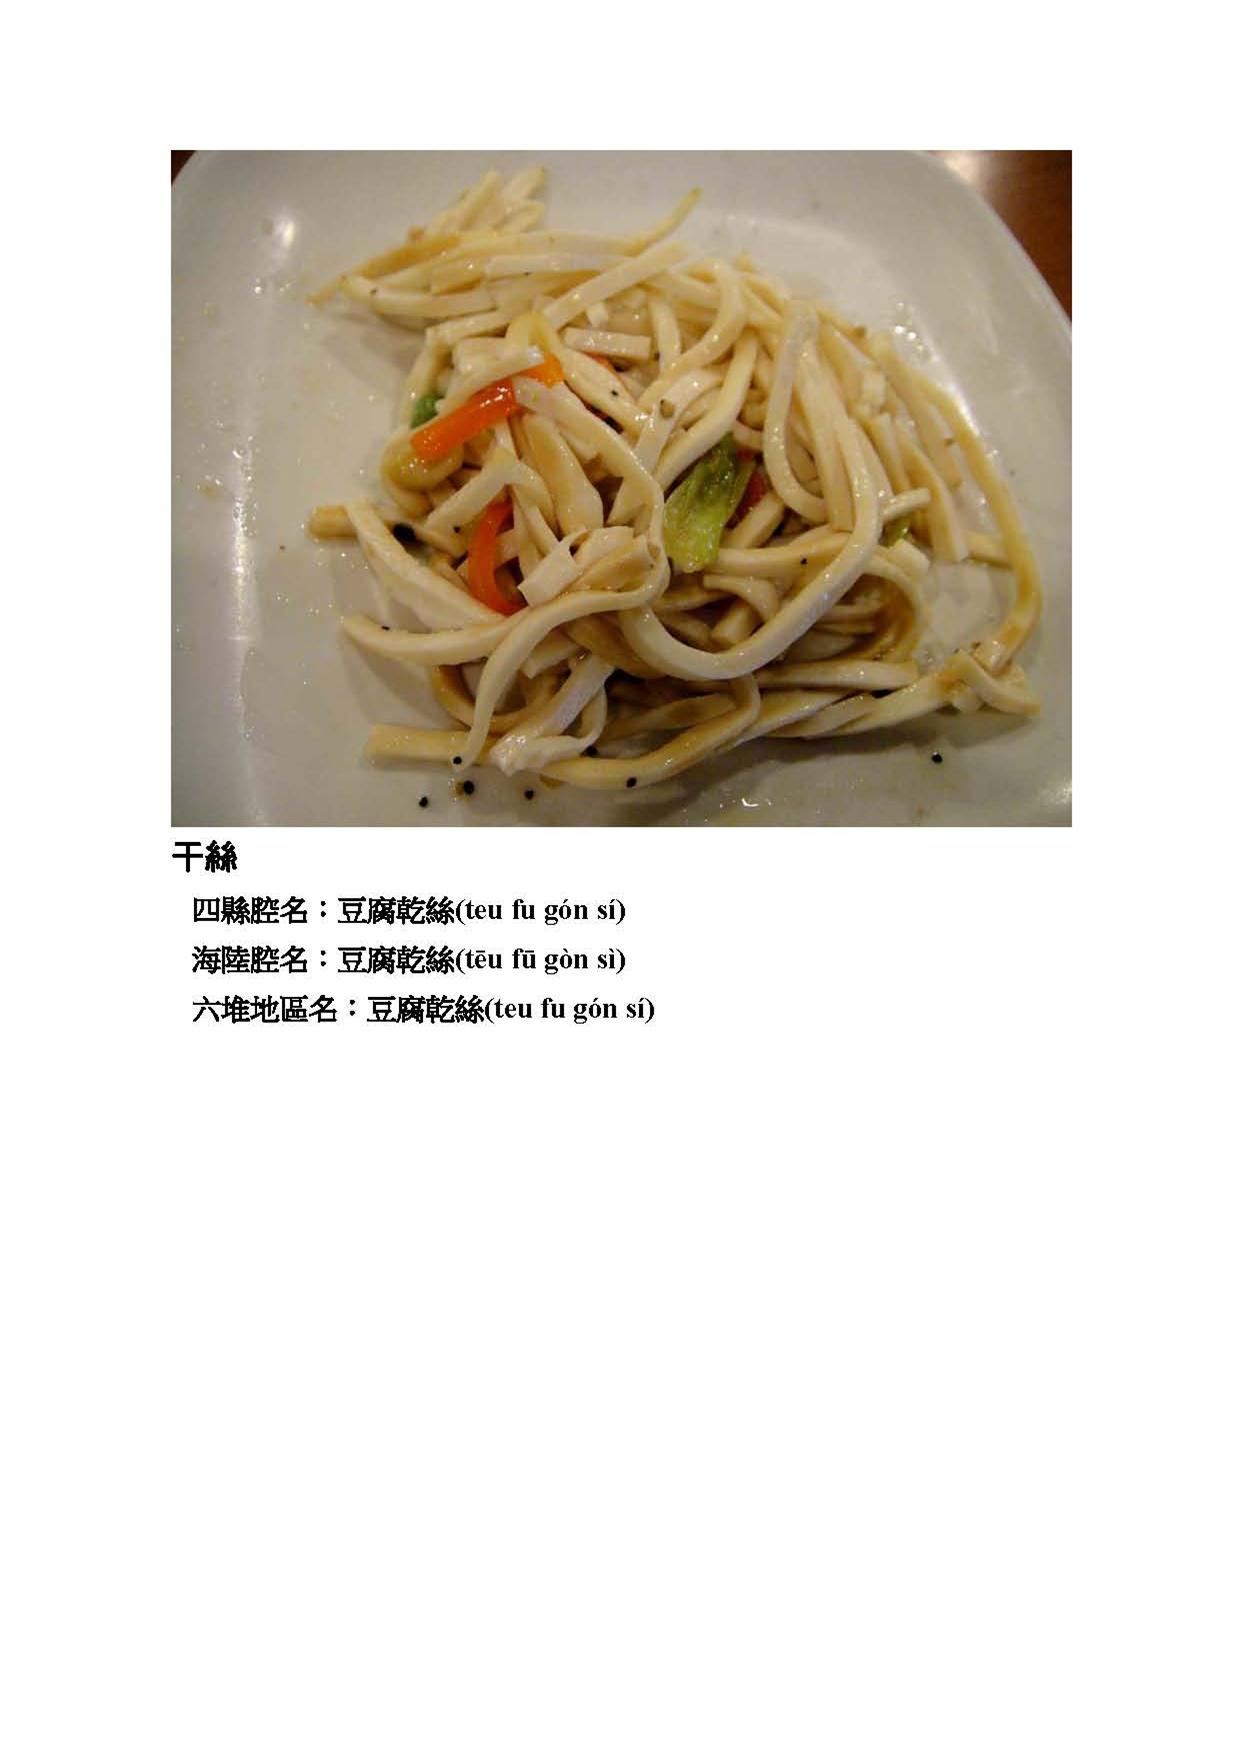 干絲
四縣腔名：豆腐乾絲(teu fu gón sí)
海陸腔名：豆腐乾絲(tēu fū gòn sì)
六堆地區名：豆腐乾絲(teu fu gón sí)